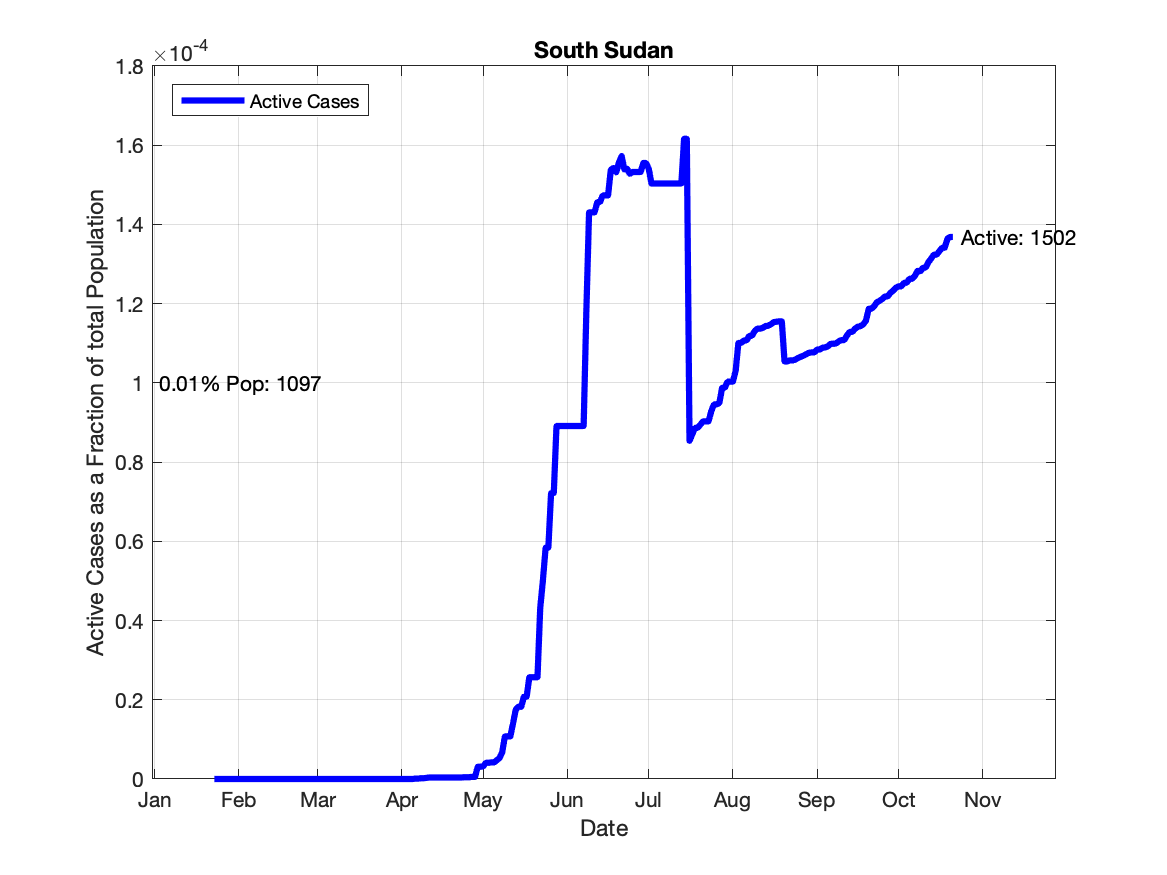 South Sudan
×10-4
Active Cases
1.8
1.6
1.4
1.2
1
0.8
0.6
0.4
0.2
0
Active Cases as a Fraction of total Population
0.01% Pop: 1097
Active: 1502
Jan Feb Mar Apr May Jun Jul Aug Sep Oct Nov
Date